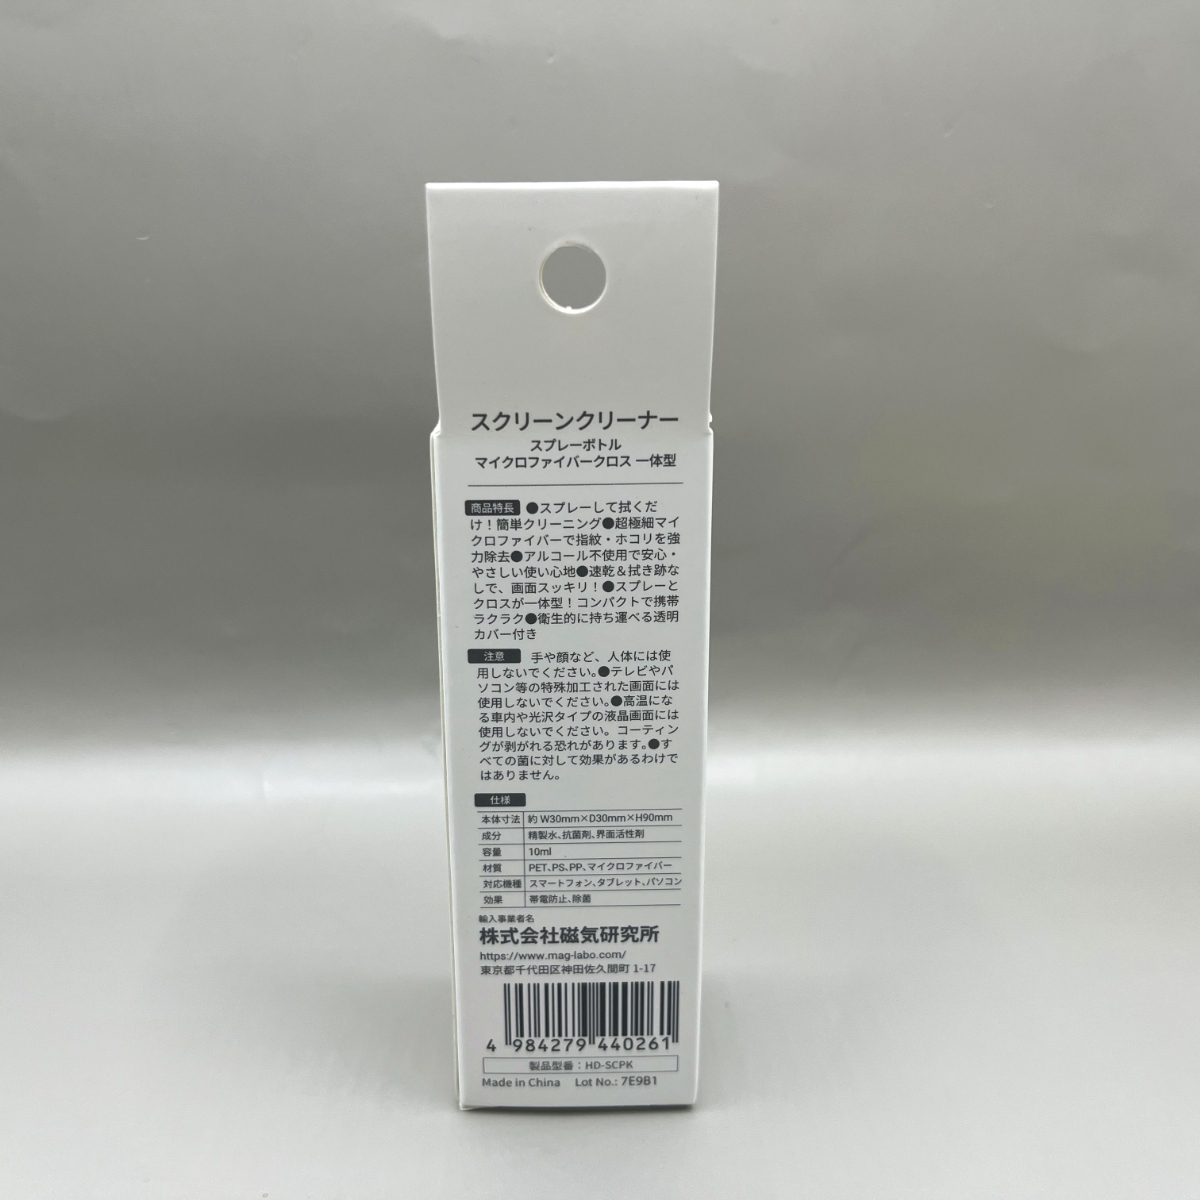 スクリーンクリーナー
スプレーボトル
マイクロファイバークロス 一体型
商品特長 ●スプレーして拭くだ
け！簡単クリーニング●超極細マイ
クロファイバーで指紋・ホコリを強
力除去●アルコール不使用で安心・
やさしい使い心地●速乾＆拭き跡な
しで、画面スッキリ！●スプレーと
クロスが一体型！コンパクトで携帯
ラクラク●衛生的に持ち運べる透明
カバー付き
注意 手や顔など、人体には使
用しないでください。●テレビやパ
ソコン等の特殊加工された画面には
使用しないでください。●高温にな
る車内や光沢タイプの液晶画面には
使用しないでください。コーティン
グが剥がれる恐れがあります。●す
べての菌に対して効果があるわけで
はありません。
仕様
本体寸法 約 W30mm×D30mm×H90mm
成分 精製水、抗菌剤、界面活性剤
容量 10ml
材質 PET、PS、PP、マイクロファイバー
対応機種 スマートフォン、タブレット、パソコン
効果 帯電防止、除菌
輸入事業者名
株式会社磁気研究所
https://www.mag-labo.com/
東京都千代田区神田佐久間町 1-17
4 984279 440261
製品型番：HD-SCPK
Made in China Lot No.: 7E9B1